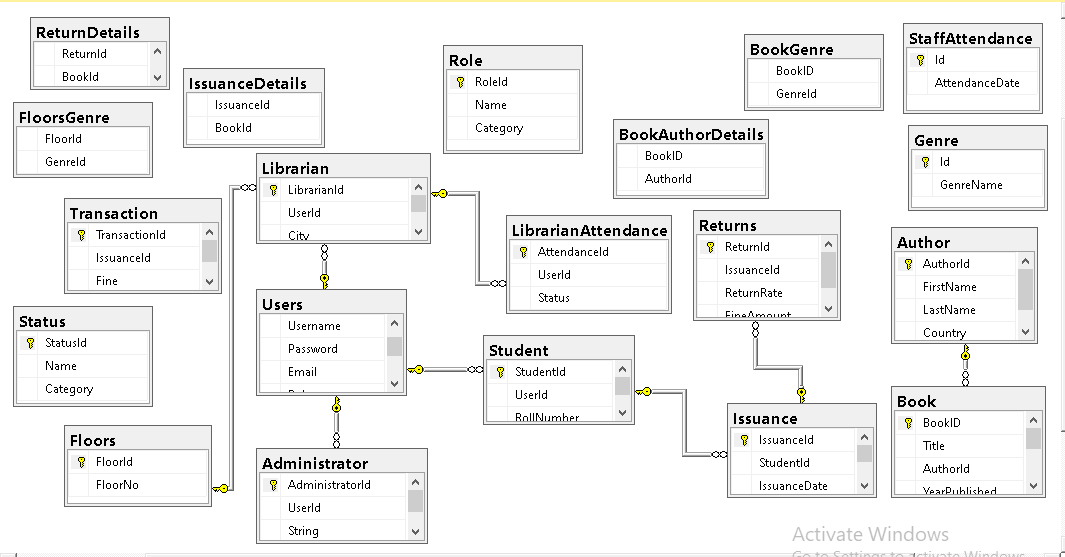 ReturnDetails
ReturnId
BookId
IssuanceDetails
IssuanceId
BookId
Role
RoleId
Name
Category
BookGenre
BookID
GenreId
StaffAttendance
Id
AttendanceDate
FloorsGenre
FloorId
GenreId
BookAuthorDetails
BookID
AuthorId
Genre
Id
GenreName
Librarian
LibrarianId
UserId
City
Transaction
TransactionId
IssuanceId
Fine
LibrarianAttendance
AttendanceId
UserId
Status
Returns
ReturnId
IssuanceId
ReturnRate
FineAmount
Author
AuthorId
FirstName
LastName
Country
Status
StatusId
Name
Category
Users
Username
Password
Email
Student
StudentId
UserId
RollNumber
Issuance
IssuanceId
StudentId
IssuanceDate
Book
BookID
Title
AuthorId
YearPublished
Floors
FloorId
FloorNo
Administrator
AdministratorId
UserId
String
Activate Windows
Go to Settings to activate Windows.